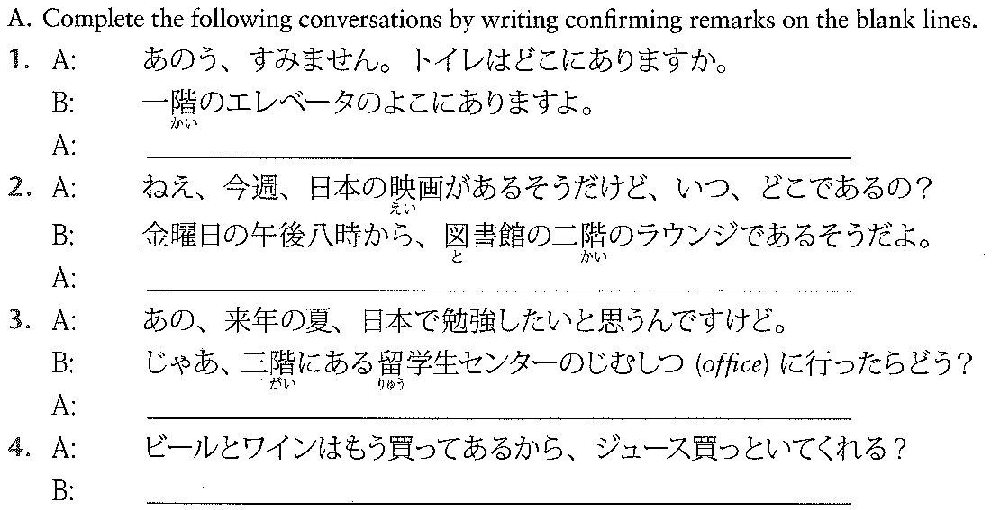 A. Complete the following conversations by writing confirming remarks on the blank lines.
1. A: あのう、すみません。トイレはどこにありますか。
B: 一階のエレベータのよこにありますよ。
かい
A:
2. A: ねえ、今週、日本の映画があるそうだけど、いつ、どこであるの？
えい
B: 金曜日の午後八時から、図書館の二階のラウンジであるそうだよ。
と かい
A:
3. A: あの、来年の夏、日本で勉強したいと思うんですけど。
B: じゃあ、三階にある留学生センターのじむしつ (office) に行ったらどう？
がい りゅう
A:
4. A: ビールとワインはもう買ってあるから、ジュース買っといてくれる？
B: